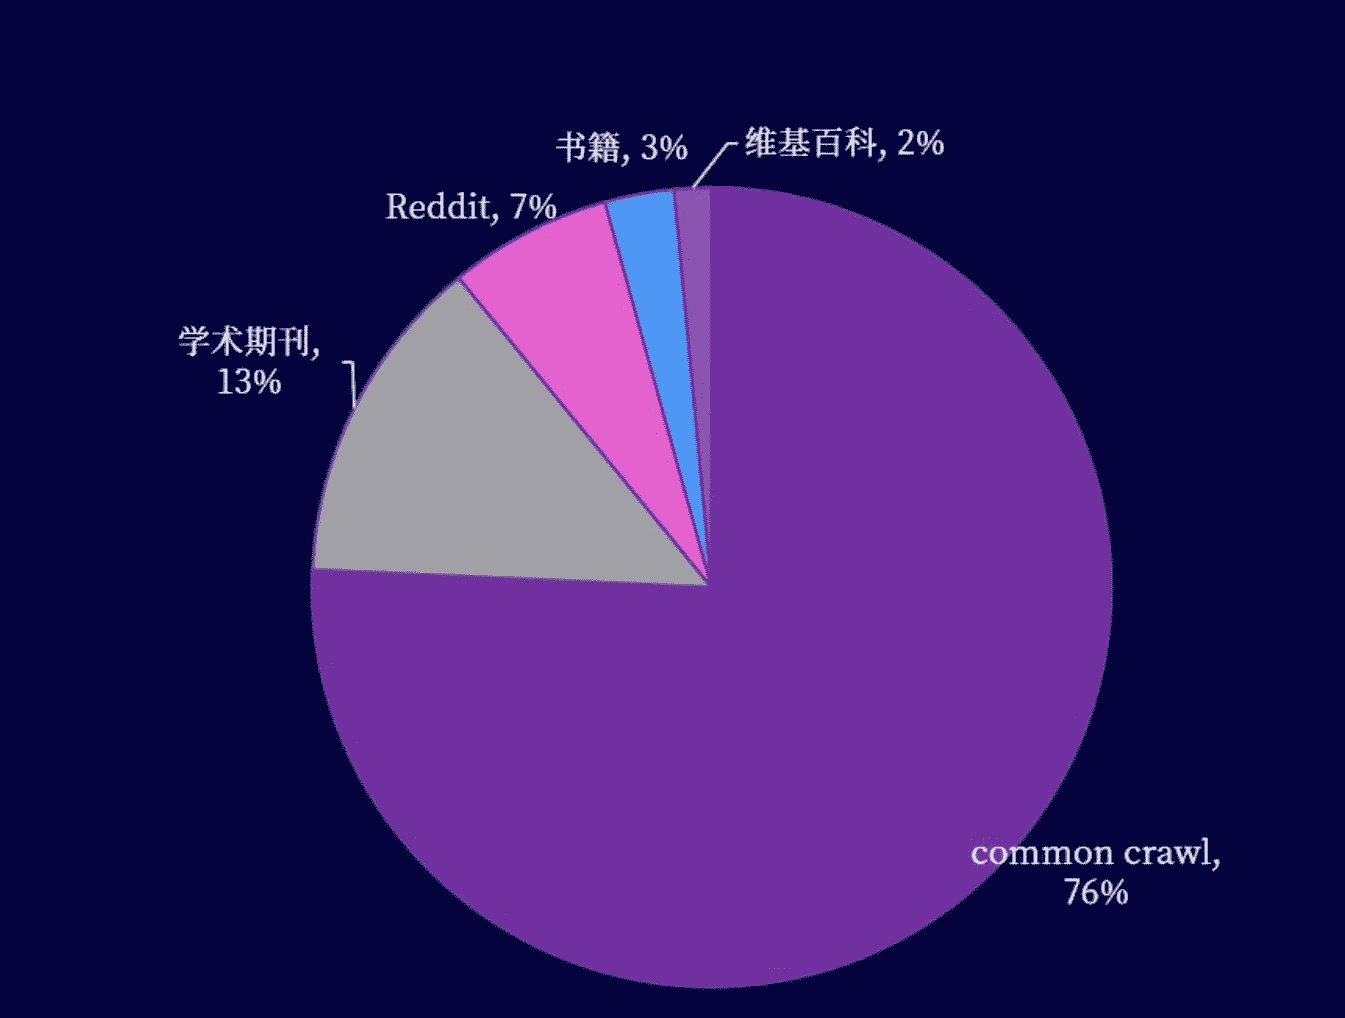 书籍, 3%
维基百科, 2%
Reddit, 7%
学术期刊,
13%
common crawl,
76%